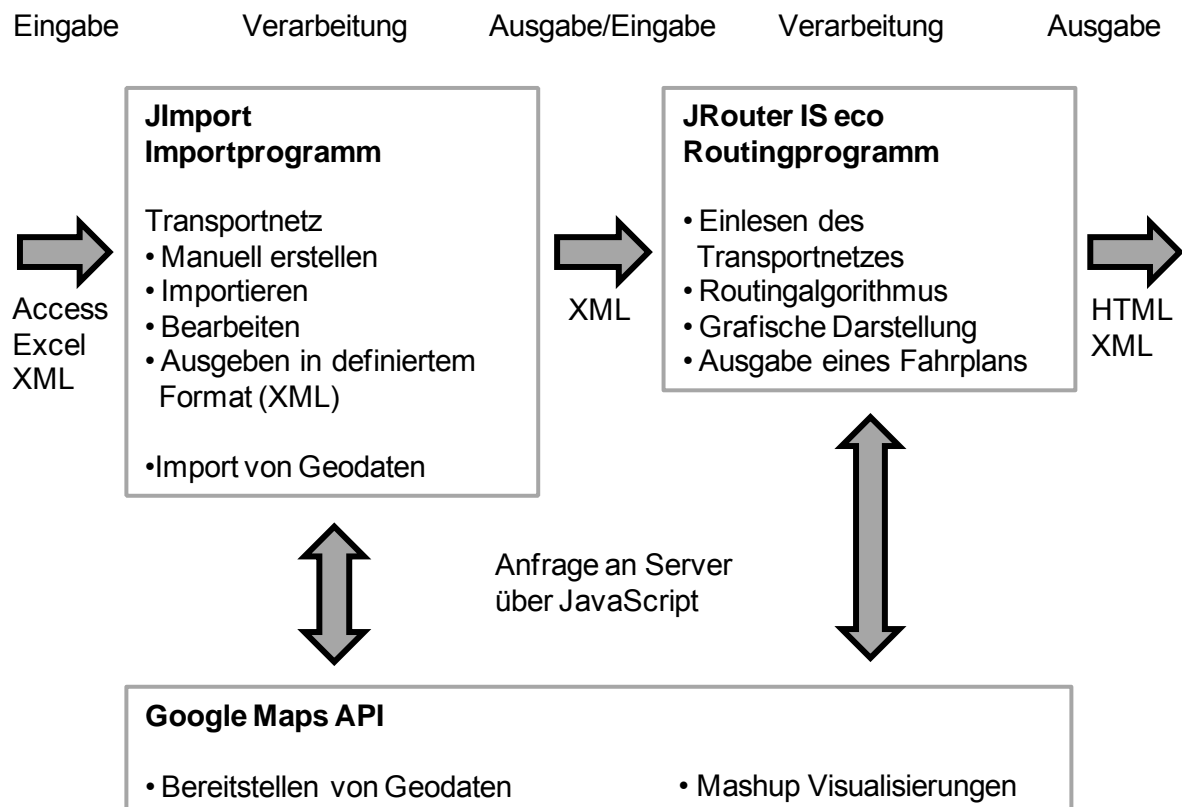 Eingabe Verarbeitung Ausgabe/Eingabe Verarbeitung Ausgabe
JImport
Importprogramm
Transportnetz
• Manuell erstellen
• Importieren
• Bearbeiten
• Ausgeben in definiertem
Format (XML)
•Import von Geodaten
JRouter IS eco
Routingprogramm
• Einlesen des
Transportnetzes
• Routingalgorithmus
• Grafische Darstellung
• Ausgabe eines Fahrplans
Access
Excel
XML
XML
HTML
XML
Anfrage an Server
über JavaScript
Google Maps API
• Bereitstellen von Geodaten
• Mashup Visualisierungen